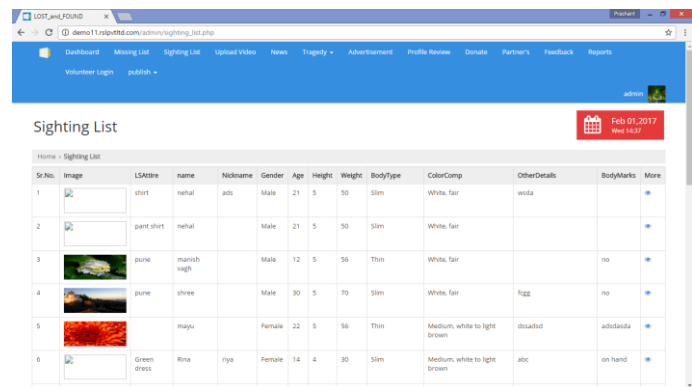 LOST_and_FOUND
Prashant
demo11.rslpvtltd.com/admin/sighting_list.php
Dashboard Missing List Sighting List Upload Video News Tragedy Advertisement Profile Review Donate Partner's Feedback Reports
Volunteer Login publish
admin
Sighting List
Feb 01,2017
Wed 14:37
Home › Sighting List
Sr.No. Image LSAttire name Nickname Gender Age Height Weight BodyType ColorComp OtherDetails BodyMarks More
1 shirt nehal ads Male 21 5 50 Slim White, fair wsda
2 pant shirt nehal Male 21 5 50 Slim White, fair
3 pune manish Male 12 5 56 Thin White, fair no
vagh
4 pune shree Male 30 5 70 Slim White, fair fcgg no
5 mayu Female 22 5 56 Thin Medium, white to light dssadsd adsdasda
brown
6 Green Rina riya Female 14 4 30 Slim Medium, white to light abc on hand
dress brown